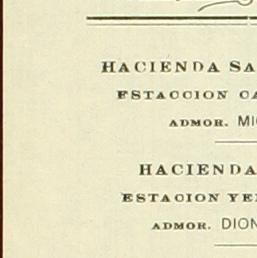 HACIENDA SA
ESTACCION CA
ADMOR. MI
HACIENDA
ESTACION YE
ADMOR. DION